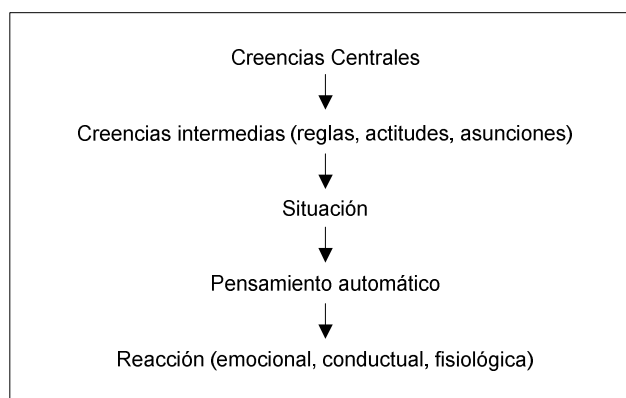 Creencias Centrales
Creencias intermedias (reglas, actitudes, asunciones)
Situación
Pensamiento automático
Reacción (emocional, conductual, fisiológica)